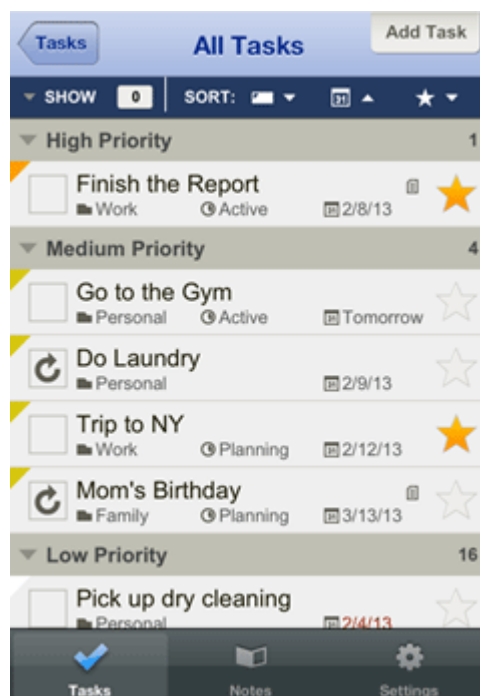 Tasks
All Tasks
Add Task
SHOW 0 SORT: 31
High Priority 1
Finish the Report
Work Active 2/8/13
Medium Priority 4
Go to the Gym
Personal Active Tomorrow
Do Laundry
Personal 2/9/13
Trip to NY
Work Planning 2/12/13
Mom's Birthday
Family Planning 3/13/13
Low Priority 16
Pick up dry cleaning
Personal 2/4/13
Tasks Notes Settings